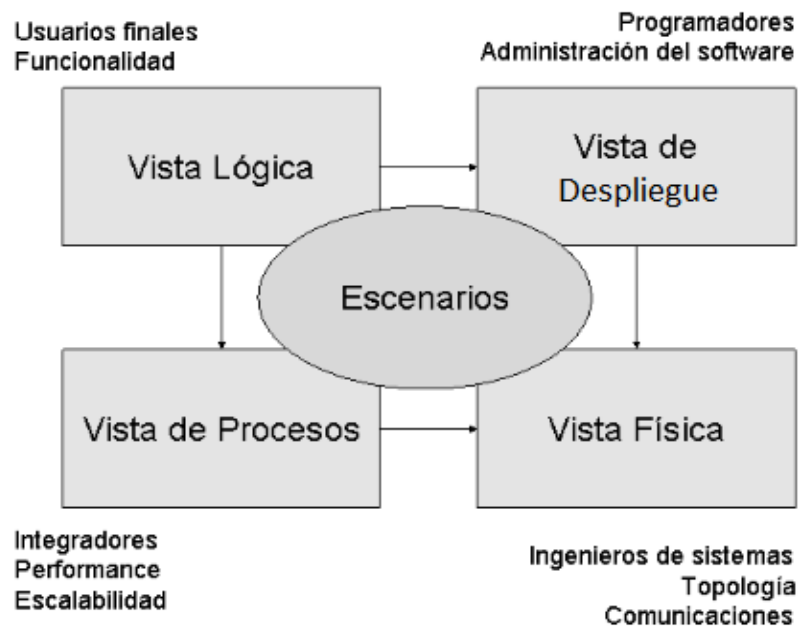 Usuarios finales
Funcionalidad
Programadores
Administración del software
Vista Lógica
Vista de
Despliegue
Escenarios
Vista de Procesos
Vista Física
Integradores
Performance
Escalabilidad
Ingenieros de sistemas
Topología
Comunicaciones